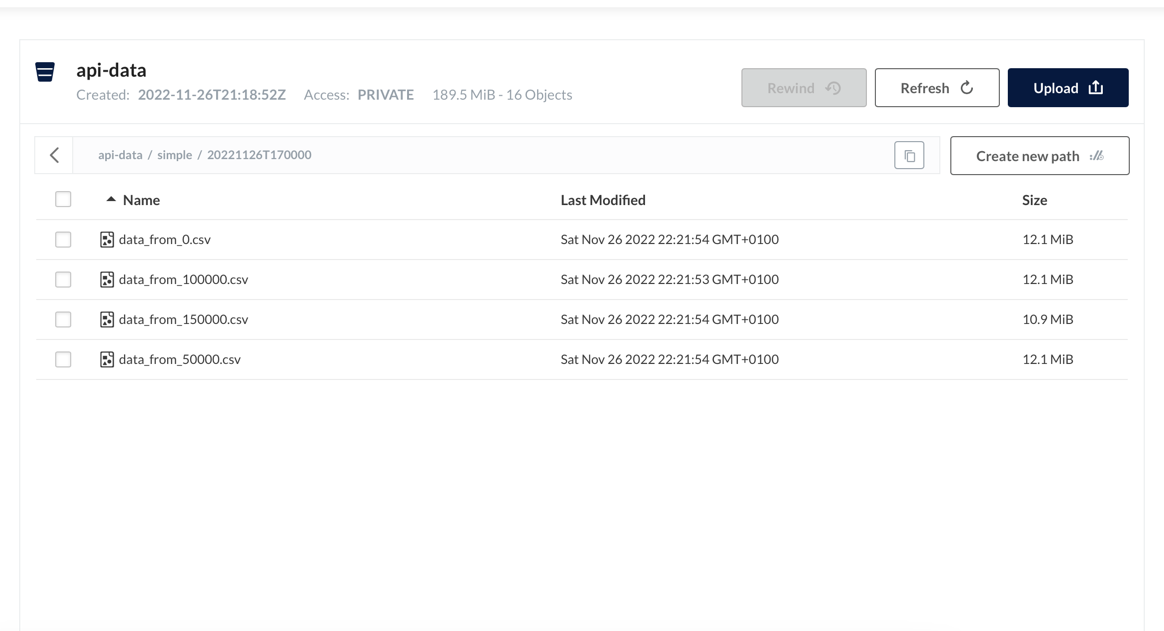 api-data
Created: 2022-11-26T21:18:52Z Access: PRIVATE 189.5 MiB - 16 Objects
Rewind Refresh Upload
api-data / simple / 20221126T170000
Create new path
Name Last Modified Size
data_from_0.csv Sat Nov 26 2022 22:21:54 GMT+0100 12.1 MiB
data_from_100000.csv Sat Nov 26 2022 22:21:53 GMT+0100 12.1 MiB
data_from_150000.csv Sat Nov 26 2022 22:21:54 GMT+0100 10.9 MiB
data_from_50000.csv Sat Nov 26 2022 22:21:54 GMT+0100 12.1 MiB